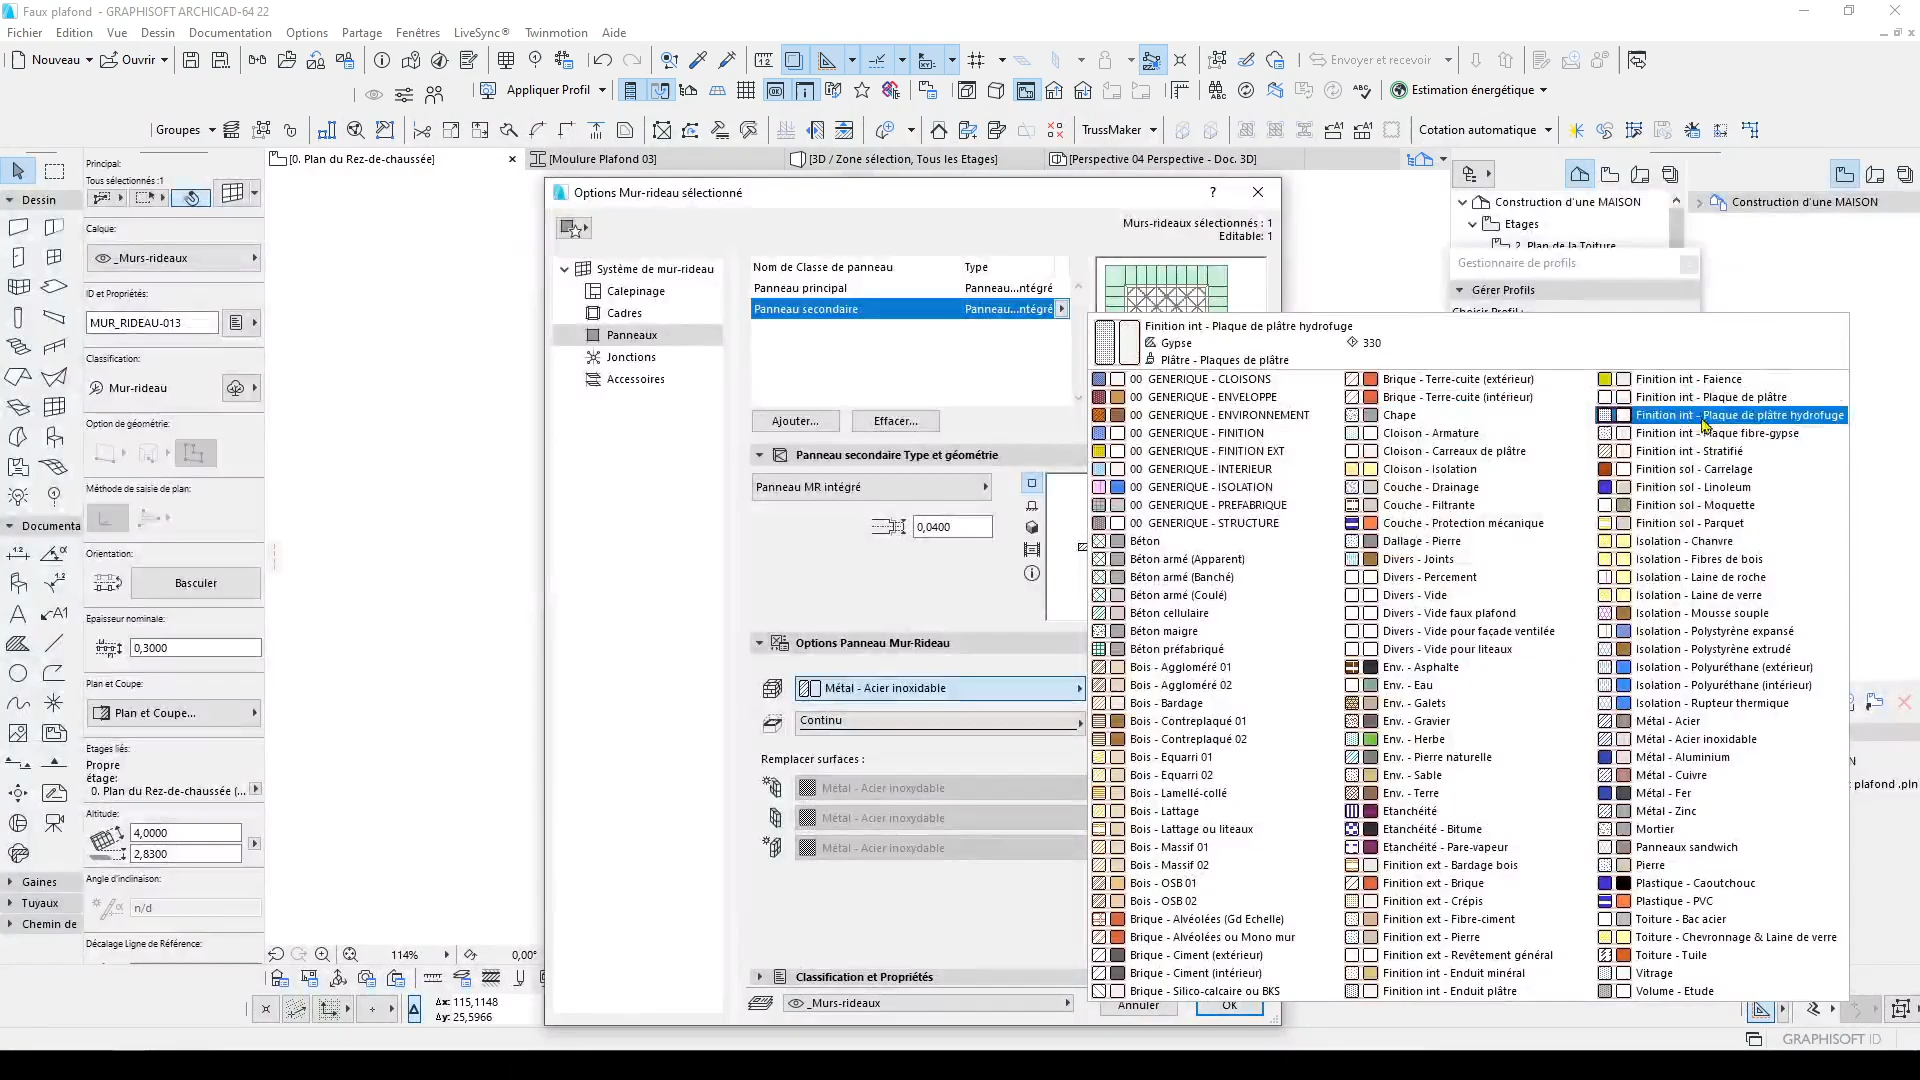 Faux plafond - GRAPHISOFT ARCHICAD-64 22
Fichier Edition Vue Dessin Options Documentation Partage Fenêtres LiveSync® Twinmotion Aide
Nouveau Ouvrir Envoyer et recevoir
Appliquer Profil Estimation énergétique
Groupes TrussMaker Cotation automatique
[0. Plan du Rez-de-chaussée] [Moulure Plafond 03] [3D / Zone sélection, Tous les Etages] [Perspective 04 Perspective - Doc. 3D]
Dessin
Documenta
Gaines
Tuyaux
Chemin de
Principal:
Tous sélectionnés :1
Calque:
_Murs-rideaux
ID et Propriétés:
MUR_RIDEAU-013
Classification:
Mur-rideau
Option de géométrie:
Méthode de saisie de plan:
Orientation:
Basculer
Epaisseur nominale:
0,3000
Plan et Coupe:
Plan et Coupe...
Etages liés:
Propre
étage:
0. Plan du Rez-de-chaussée (...
Altitude:
4,0000
2,8300
Angle d'inclinaison:
n/d
Décalage Ligne de Référence:
114% 0,00°
Δx: 115,1148
Δy: 25,5966
Options Mur-rideau sélectionné
Murs-rideaux sélectionnés : 1
Editable: 1
Système de mur-rideau
Calepinage
Cadres
Panneaux
Jonctions
Accessoires
Nom de Classe de panneau Type
Panneau principal Panneau...ntégré
Panneau secondaire Panneau...ntégré
Ajouter... Effacer...
Panneau secondaire Type et géométrie
Panneau MR intégré
0,0400
Options Panneau Mur-Rideau
Métal - Acier inoxidable
Continu
Remplacer surfaces :
Métal - Acier inoxydable
Métal - Acier inoxydable
Métal - Acier inoxydable
Classification et Propriétés
_Murs-rideaux
Annuler OK
Finition int - Plaque de plâtre hydrofuge
Gypse 330
Plâtre - Plaques de plâtre
00 GENERIQUE - CLOISONS
00 GENERIQUE - ENVELOPPE
00 GENERIQUE - ENVIRONNEMENT
00 GENERIQUE - FINITION
00 GENERIQUE - FINITION EXT
00 GENERIQUE - INTERIEUR
00 GENERIQUE - ISOLATION
00 GENERIQUE - PREFABRIQUE
00 GENERIQUE - STRUCTURE
Béton
Béton armé (Apparent)
Béton armé (Banché)
Béton armé (Coulé)
Béton cellulaire
Béton maigre
Béton préfabriqué
Bois - Aggloméré 01
Bois - Aggloméré 02
Bois - Bardage
Bois - Contreplaqué 01
Bois - Contreplaqué 02
Bois - Equarri 01
Bois - Equarri 02
Bois - Lamellé-collé
Bois - Lattage
Bois - Lattage ou liteaux
Bois - Massif 01
Bois - Massif 02
Bois - OSB 01
Bois - OSB 02
Brique - Alvéolées (Gd Echelle)
Brique - Alvéolées ou Mono mur
Brique - Ciment (extérieur)
Brique - Ciment (intérieur)
Brique - Silico-calcaire ou BKS
Brique - Terre-cuite (extérieur)
Brique - Terre-cuite (intérieur)
Chape
Cloison - Armature
Cloison - Carreaux de plâtre
Cloison - Isolation
Couche - Drainage
Couche - Filtrante
Couche - Protection mécanique
Dallage - Pierre
Divers - Joints
Divers - Percement
Divers - Vide
Divers - Vide faux plafond
Divers - Vide pour façade ventilée
Divers - Vide pour liteaux
Env. - Asphalte
Env. - Eau
Env. - Galets
Env. - Gravier
Env. - Herbe
Env. - Pierre naturelle
Env. - Sable
Env. - Terre
Etanchéité
Etanchéité - Bitume
Etanchéité - Pare-vapeur
Finition ext - Bardage bois
Finition ext - Brique
Finition ext - Crépis
Finition ext - Fibre-ciment
Finition ext - Pierre
Finition ext - Revêtement général
Finition int - Enduit minéral
Finition int - Enduit plâtre
Finition int - Faience
Finition int - Plaque de plâtre
Finition int - Plaque de plâtre hydrofuge
Finition int - Plaque fibre-gypse
Finition int - Stratifié
Finition sol - Carrelage
Finition sol - Linoleum
Finition sol - Moquette
Finition sol - Parquet
Isolation - Chanvre
Isolation - Fibres de bois
Isolation - Laine de roche
Isolation - Laine de verre
Isolation - Mousse souple
Isolation - Polystyrène expansé
Isolation - Polystyrène extrudé
Isolation - Polyuréthane (extérieur)
Isolation - Polyuréthane (intérieur)
Isolation - Rupteur thermique
Métal - Acier
Métal - Acier inoxidable
Métal - Aluminium
Métal - Cuivre
Métal - Fer
Métal - Zinc
Mortier
Panneaux sandwich
Pierre
Plastique - Caoutchouc
Plastique - PVC
Toiture - Bac acier
Toiture - Chevronnage & Laine de verre
Toiture - Tuile
Vitrage
Volume - Etude
Construction d'une MAISON
Etages
2. Plan de la Toiture
Gestionnaire de profils
Gérer Profils
Choisir Profil :
Construction d'une MAISON
plafond .pln
GRAPHISOFT ID